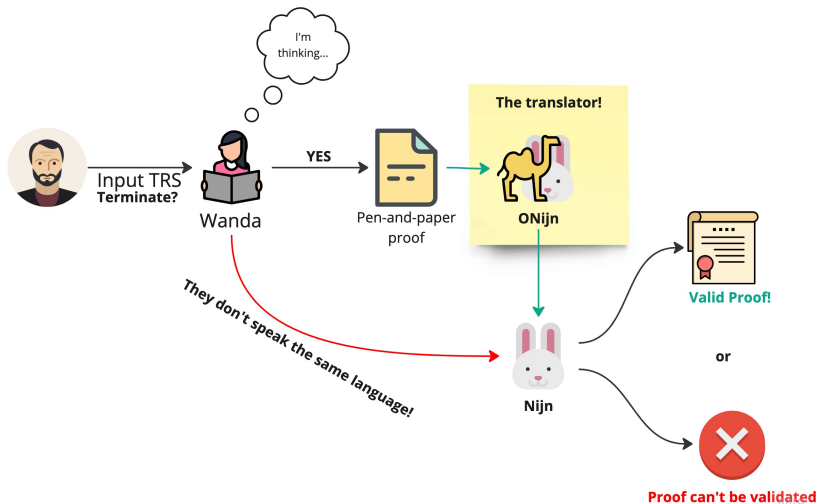 I'm
thinking...
The translator!
YES
Input TRS
Terminate?
Wanda
Pen-and-paper
proof
ONijn
They don't speak the same language!
Valid Proof!
or
Nijn
Proof can't be validated